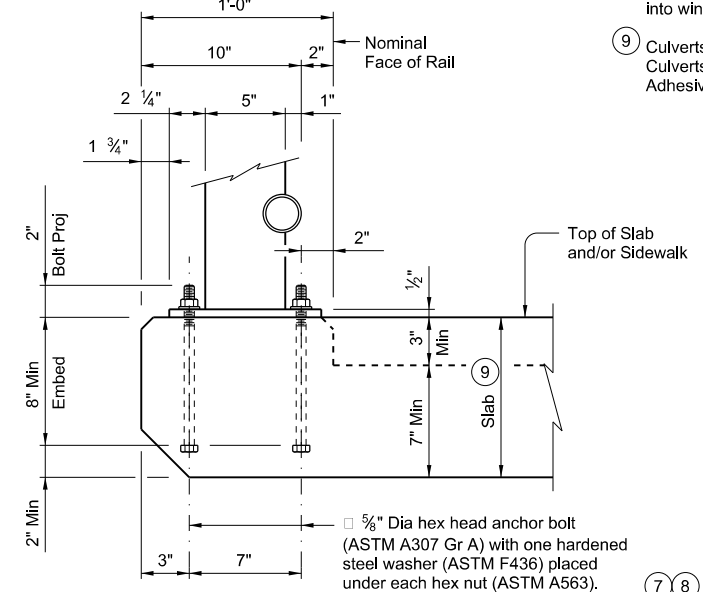 1'-0"
into win
10"
2"
Nominal
Face of Rail
9
Culverts
Culverts
Adhesiv
2 ¼"
5"
1"
1 ¾"
2"
Bolt Proj
2"
½"
Top of Slab
and/or Sidewalk
8" Min
Embed
3"
Min
9
7" Min
Slab
2" Min
3"
7"
□ ⅝" Dia hex head anchor bolt
(ASTM A307 Gr A) with one hardened
steel washer (ASTM F436) placed
under each hex nut (ASTM A563).
7 8